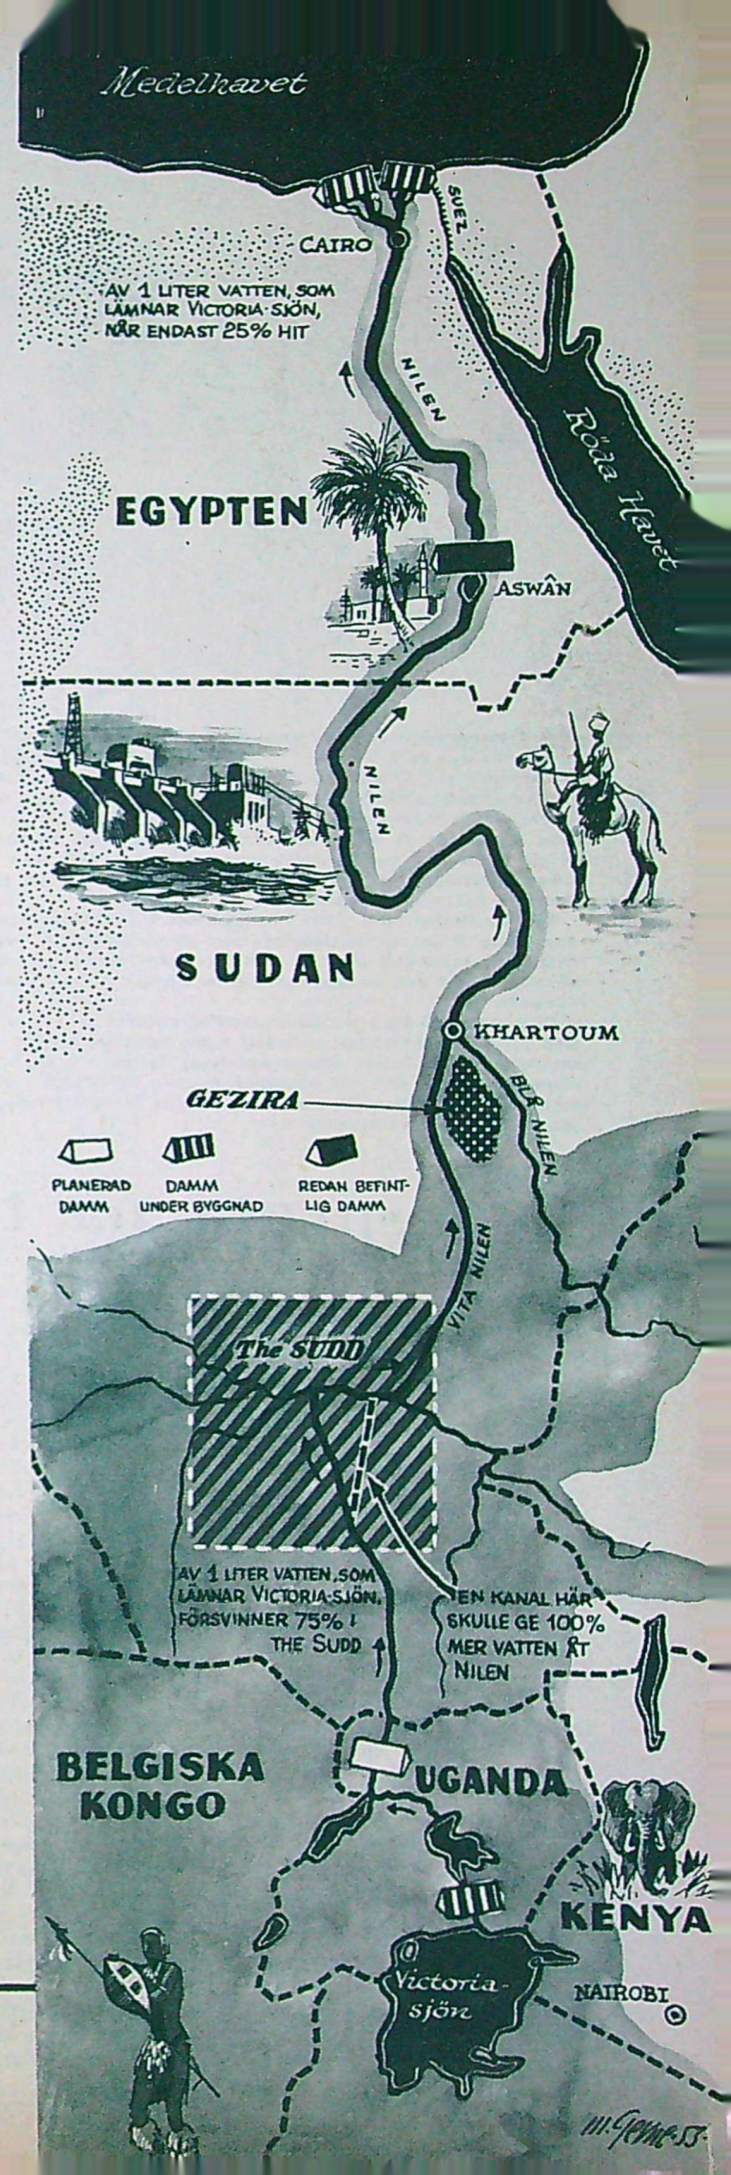 Medelhavet
SUEZ
CAIRO
AV 1 LITER VATTEN, SOM
LÄMNAR VICTORIA-SJÖN,
NÅR ENDAST 25% HIT
NILEN
Röda Havet
EGYPTEN
ASWÂN
NILEN
SUDAN
KHARTOUM
GEZIRA
BLÅ NILEN
PLANERAD
DAMM
DAMM
UNDER BYGGNAD
REDAN BEFINT-
LIG DAMM
VITA NILEN
The SUDD
AV 1 LITER VATTEN, SOM
LÄMNAR VICTORIA-SJÖN,
FÖRSVINNER 75% I
THE SUDD
EN KANAL HÄR
SKULLE GE 100%
MER VATTEN ÅT
NILEN
BELGISKA
KONGO
UGANDA
KENYA
Victoria-
sjön
NAIROBI